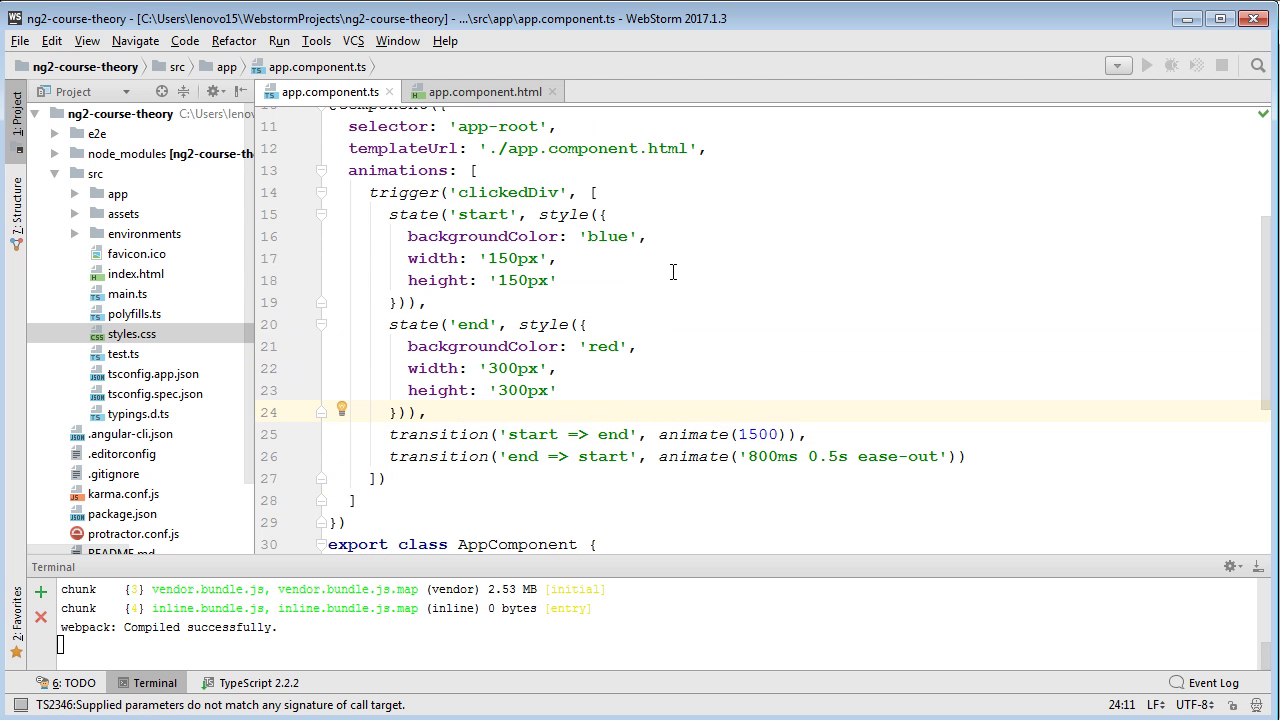 ng2-course-theory - [C:\Users\lenovo15\WebstormProjects\ng2-course-theory] - ...\src\app\app.component.ts - WebStorm 2017.1.3
File Edit View Navigate Code Refactor Run Tools VCS Window Help
ng2-course-theory src app app.component.ts
Project app.component.ts app.component.html
1: Project
7: Structure
2: Favorites
ng2-course-theory C:\Users\lenov
e2e
node_modules [ng2-course-th
src
app
assets
environments
favicon.ico
index.html
main.ts
polyfills.ts
styles.css
test.ts
tsconfig.app.json
tsconfig.spec.json
typings.d.ts
.angular-cli.json
.editorconfig
.gitignore
karma.conf.js
package.json
protractor.conf.js
README.md
10 @Component({
11 selector: 'app-root',
12 templateUrl: './app.component.html',
13 animations: [
14 trigger('clickedDiv', [
15 state('start', style({
16 backgroundColor: 'blue',
17 width: '150px',
18 height: '150px'
19 })),
20 state('end', style({
21 backgroundColor: 'red',
22 width: '300px',
23 height: '300px'
24 })),
25 transition('start => end', animate(1500)),
26 transition('end => start', animate('800ms 0.5s ease-out'))
27 ])
28 ]
29 })
30 export class AppComponent {
Terminal
chunk {3} vendor.bundle.js, vendor.bundle.js.map (vendor) 2.53 MB [initial]
chunk {4} inline.bundle.js, inline.bundle.js.map (inline) 0 bytes [entry]
webpack: Compiled successfully.
6: TODO Terminal TypeScript 2.2.2 Event Log
TS2346:Supplied parameters do not match any signature of call target. 24:11 LF UTF-8